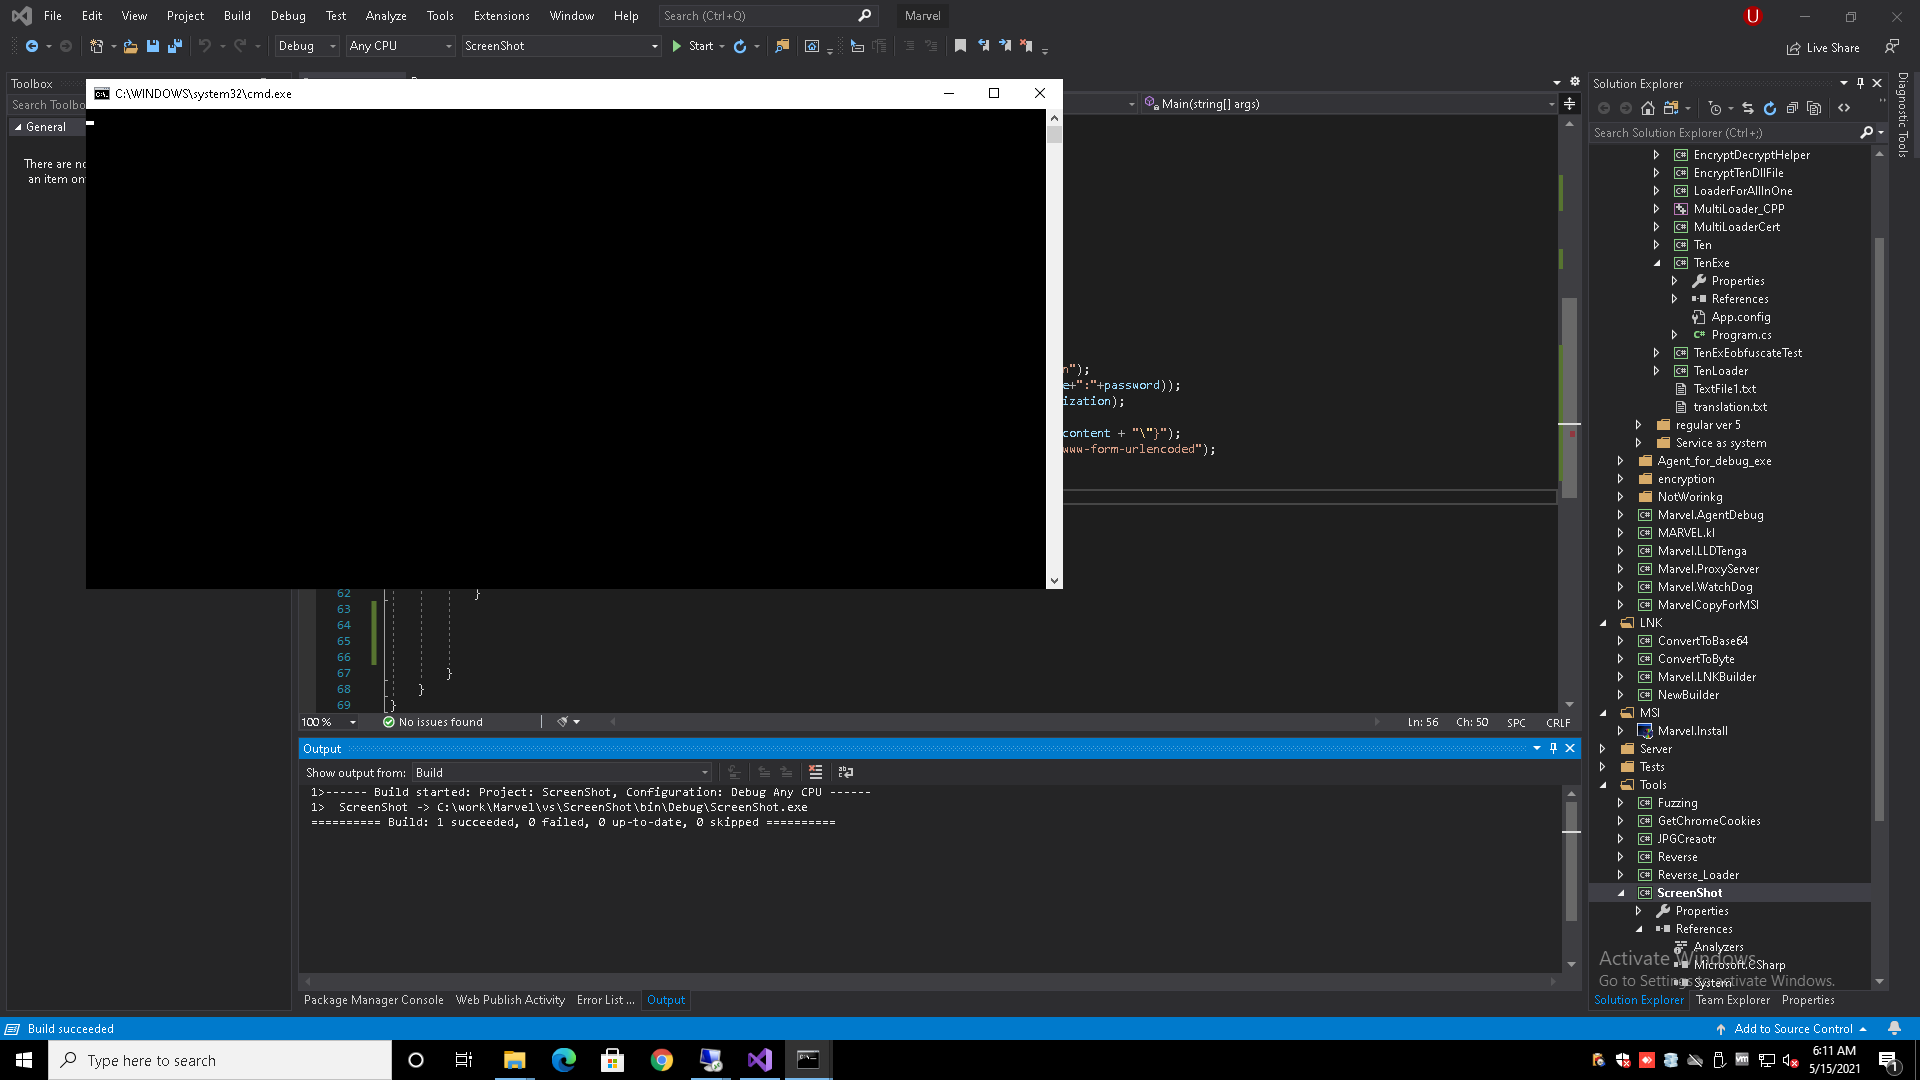 File Edit View Project Build Debug Test Analyze Tools Extensions Window Help Search (Ctrl+Q) Marvel U
Debug Any CPU ScreenShot Start Live Share
Toolbox
Search Toolbo
General
There are no
an item on
C:\WINDOWS\system32\cmd.exe
Main(string[] args)
n");
e+":"+password));
ization);
content + "\"}");
www-form-urlencoded");
62 }
63
64
65
66
67 }
68 }
69 }
100 % No issues found Ln: 56 Ch: 50 SPC CRLF
Output
Show output from: Build
1>------ Build started: Project: ScreenShot, Configuration: Debug Any CPU ------
1> ScreenShot -> C:\work\Marvel\vs\ScreenShot\bin\Debug\ScreenShot.exe
========== Build: 1 succeeded, 0 failed, 0 up-to-date, 0 skipped ==========
Package Manager Console Web Publish Activity Error List ... Output
Solution Explorer
Search Solution Explorer (Ctrl+;)
EncryptDecryptHelper
EncryptTenDllFile
LoaderForAllInOne
MultiLoader_CPP
MultiLoaderCert
Ten
TenExe
Properties
References
App.config
Program.cs
TenExEobfuscateTest
TenLoader
TextFile1.txt
translation.txt
regular ver 5
Service as system
Agent_for_debug_exe
encryption
NotWorinkg
Marvel.AgentDebug
MARVEL.kl
Marvel.LLDTenga
Marvel.ProxyServer
Marvel.WatchDog
MarvelCopyForMSI
LNK
ConvertToBase64
ConvertToByte
Marvel.LNKBuilder
NewBuilder
MSI
Marvel.Install
Server
Tests
Tools
Fuzzing
GetChromeCookies
JPGCreaotr
Reverse
Reverse_Loader
ScreenShot
Properties
References
Analyzers
Microsoft.CSharp
System
Activate Windows
Go to Settings to activate Windows.
Solution Explorer Team Explorer Properties
Diagnostic Tools
Build succeeded Add to Source Control
Type here to search
6:11 AM
5/15/2021
1